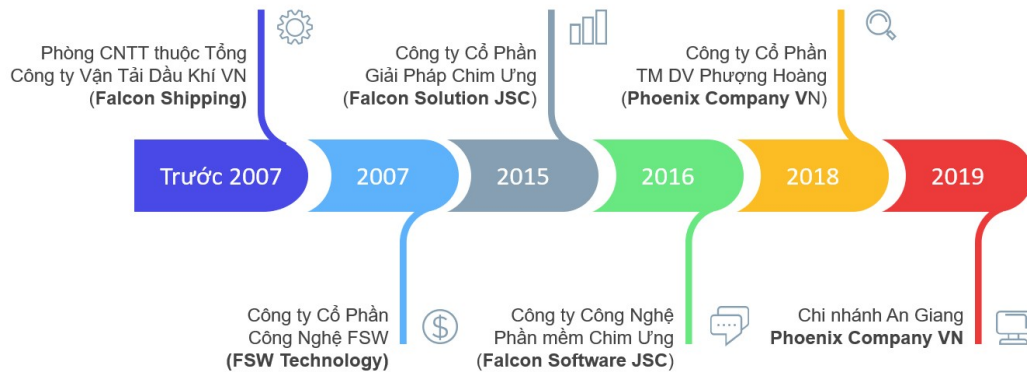 Phòng CNTT thuộc Tổng
Công ty Vận Tải Dầu Khí VN
(Falcon Shipping)
Công ty Cổ Phần
Giải Pháp Chim Ưng
(Falcon Solution JSC)
Công ty Cổ Phần
TM DV Phượng Hoàng
(Phoenix Company VN)
Trước 2007
2007
2015
2016
2018
2019
Công ty Cổ Phần
Công Nghệ FSW
(FSW Technology)
$
Công ty Công Nghệ
Phần mềm Chim Ưng
(Falcon Software JSC)
Chi nhánh An Giang
Phoenix Company VN